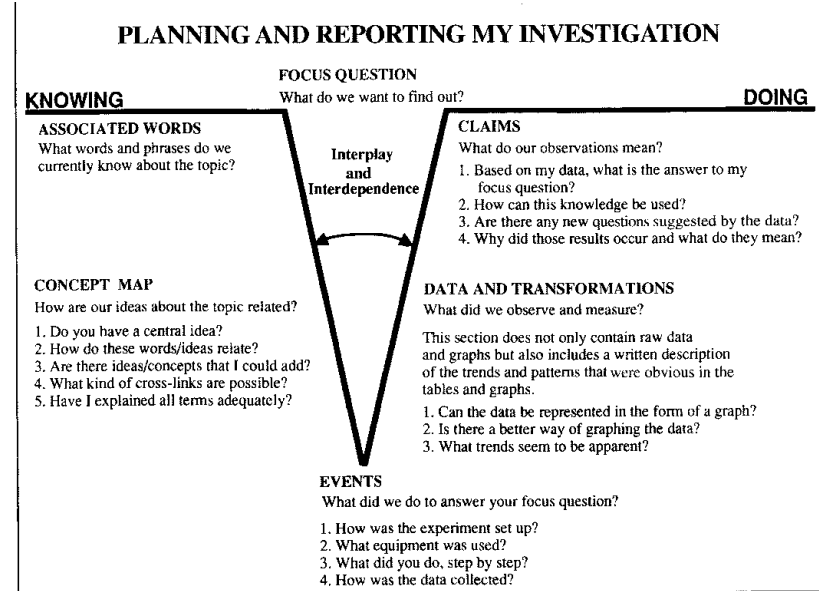 PLANNING AND REPORTING MY INVESTIGATION
FOCUS QUESTION
What do we want to find out?
KNOWING
DOING
ASSOCIATED WORDS
What words and phrases do we
currently know about the topic?
Interplay
and
Interdependence
CLAIMS
What do our observations mean?
1. Based on my data, what is the answer to my
focus question?
2. How can this knowledge be used?
3. Are there any new questions suggested by the data?
4. Why did those results occur and what do they mean?
CONCEPT MAP
How are our ideas about the topic related?
1. Do you have a central idea?
2. How do these words/ideas relate?
3. Are there ideas/concepts that I could add?
4. What kind of cross-links are possible?
5. Have I explained all terms adequately?
DATA AND TRANSFORMATIONS
What did we observe and measure?
This section does not only contain raw data
and graphs but also includes a written description
of the trends and patterns that were obvious in the
tables and graphs.
1. Can the data be represented in the form of a graph?
2. Is there a better way of graphing the data?
3. What trends seem to be apparent?
EVENTS
What did we do to answer your focus question?
1. How was the experiment set up?
2. What equipment was used?
3. What did you do, step by step?
4. How was the data collected?